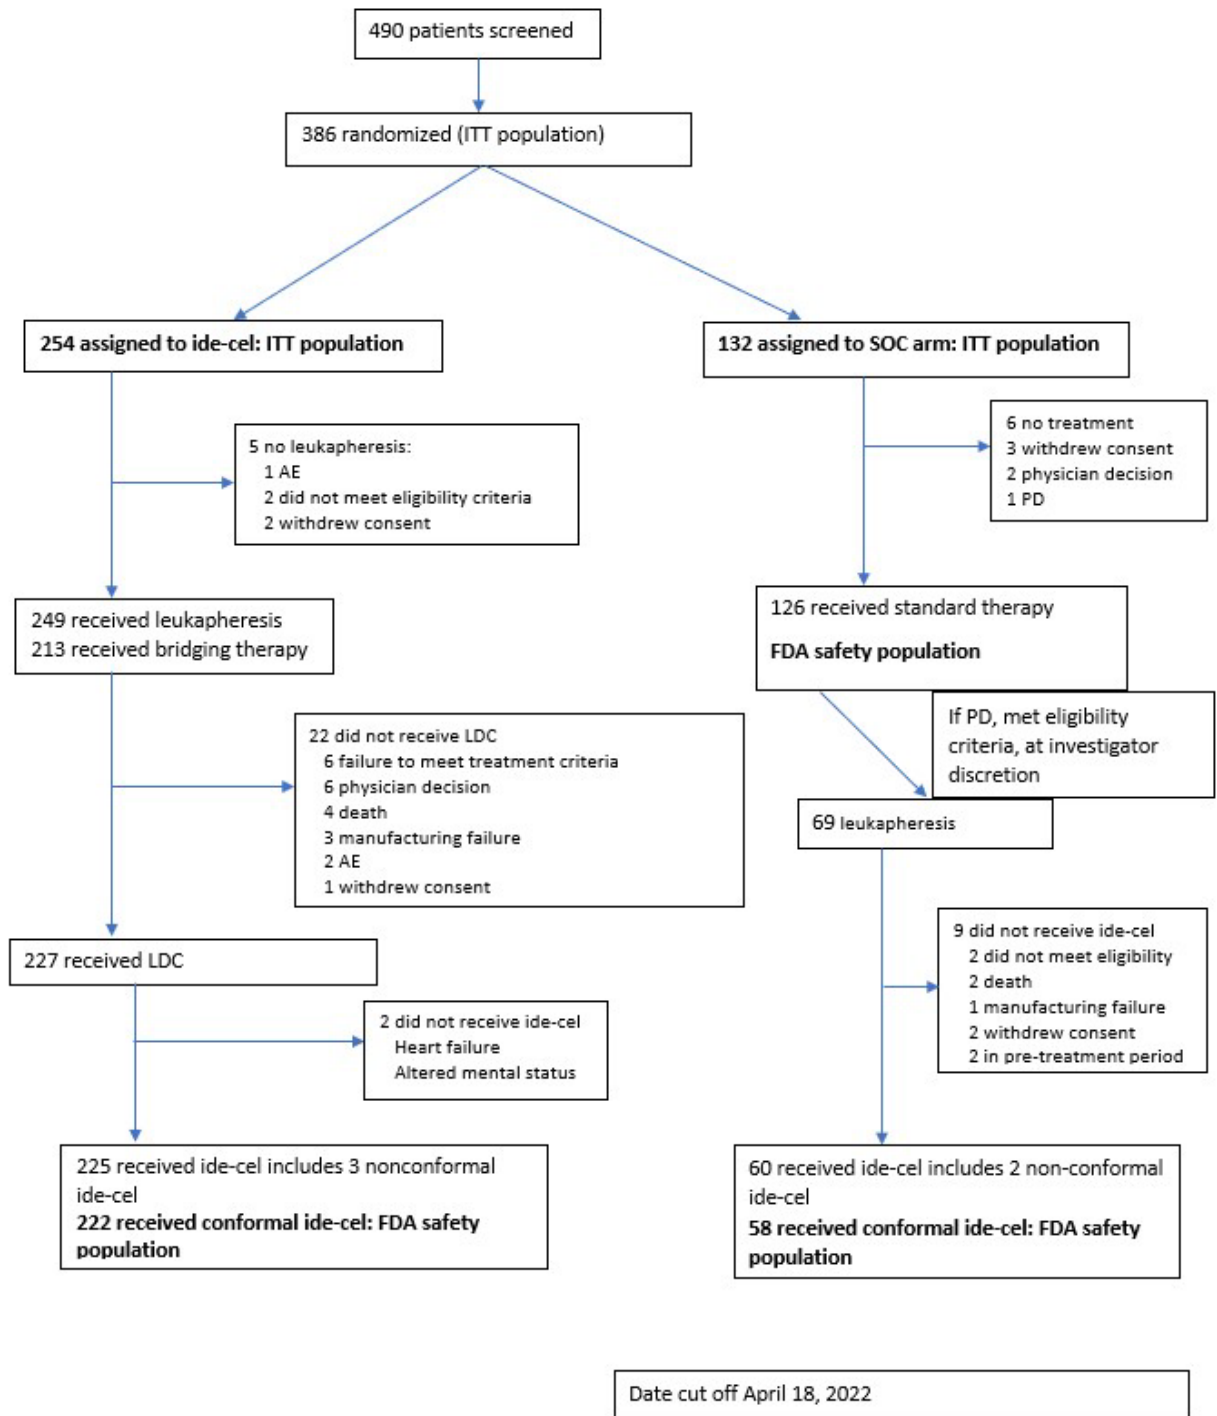 490 patients screened
386 randomized (ITT population)
254 assigned to ide-cel: ITT population
132 assigned to SOC arm: ITT population
5 no leukapheresis:
1 AE
2 did not meet eligibility criteria
2 withdrew consent
6 no treatment
3 withdrew consent
2 physician decision
1 PD
249 received leukapheresis
213 received bridging therapy
126 received standard therapy
FDA safety population
If PD, met eligibility
criteria, at investigator
discretion
22 did not receive LDC
6 failure to meet treatment criteria
6 physician decision
4 death
3 manufacturing failure
2 AE
1 withdrew consent
69 leukapheresis
227 received LDC
9 did not receive ide-cel
2 did not meet eligibility
2 death
1 manufacturing failure
2 withdrew consent
2 in pre-treatment period
2 did not receive ide-cel
Heart failure
Altered mental status
225 received ide-cel includes 3 nonconformal
ide-cel
222 received conformal ide-cel: FDA safety
population
60 received ide-cel includes 2 non-conformal
ide-cel
58 received conformal ide-cel: FDA safety
population
Date cut off April 18, 2022